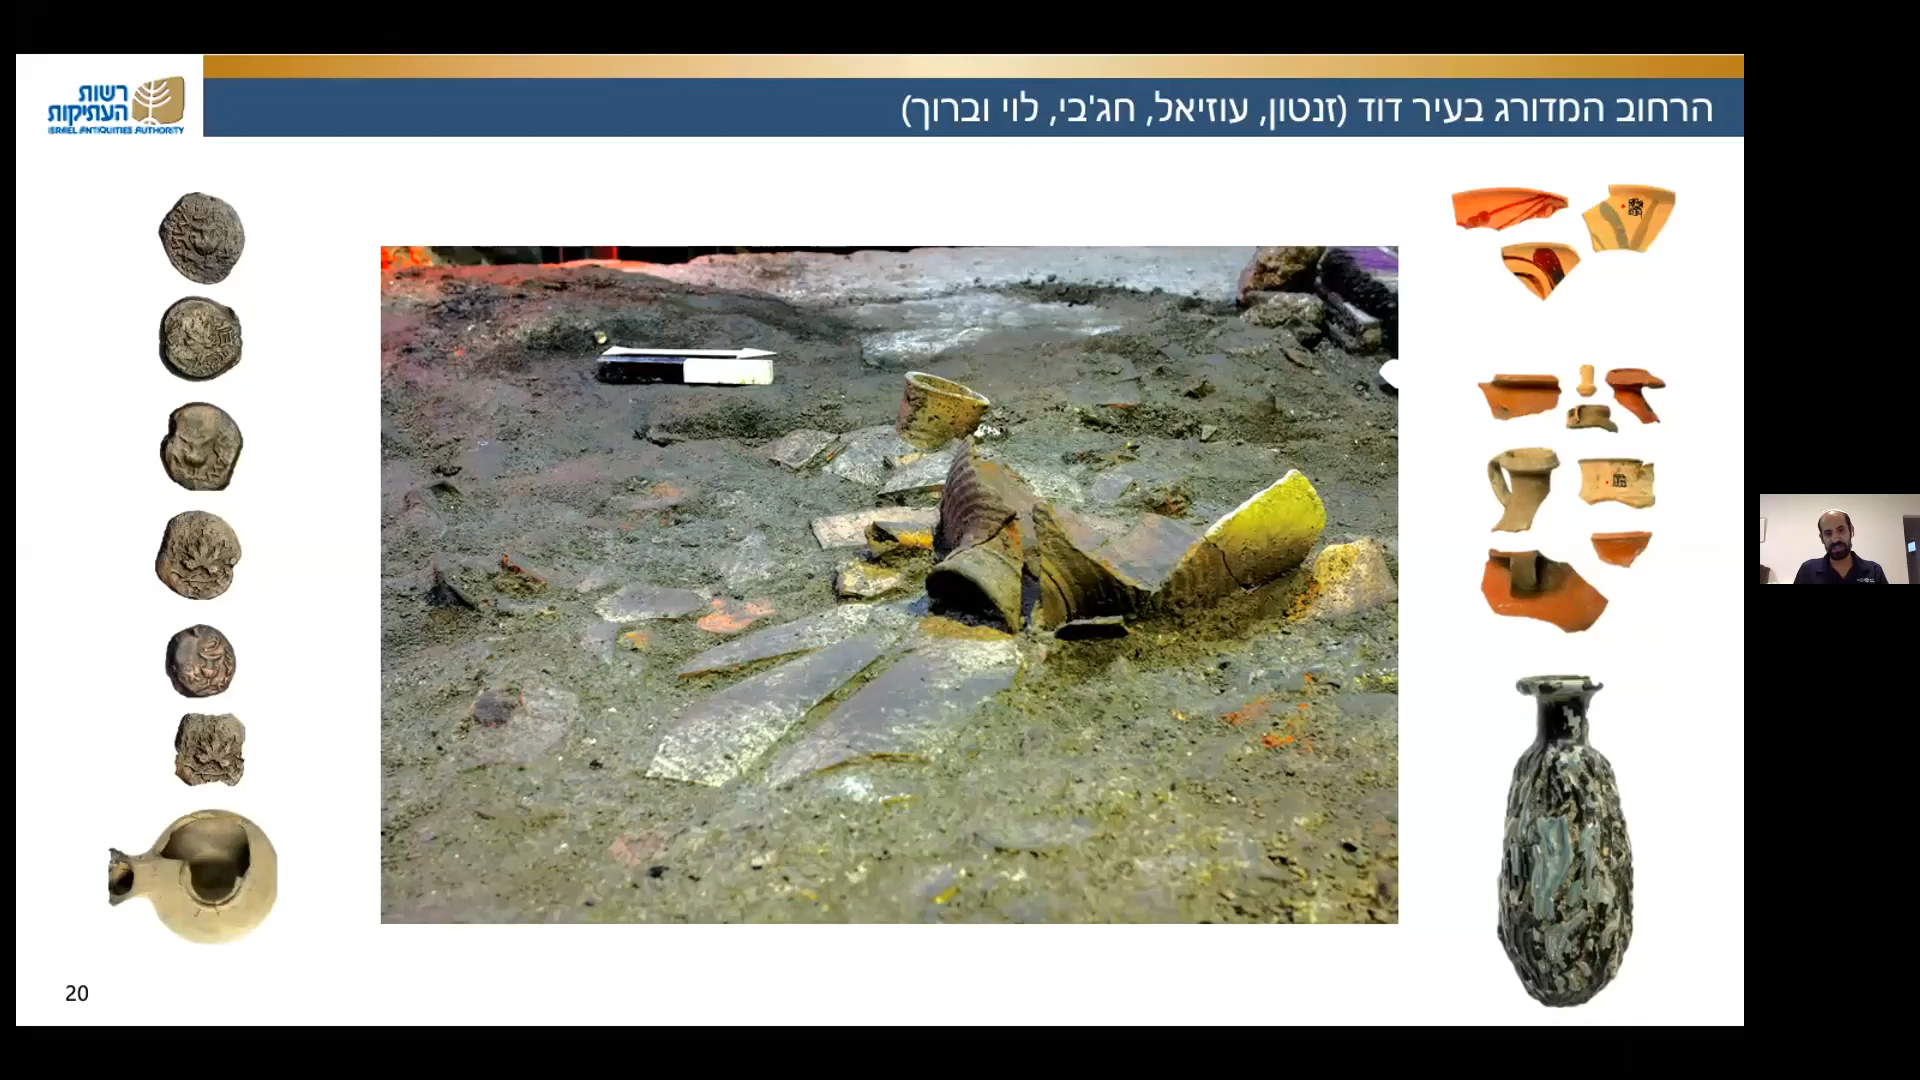 רשות
העתיקות
ISRAEL ANTIQUITIES AUTHORITY
הרחוב המדורג בעיר דוד (זנטון, עוזיאל, חג'בי, לוי וברוך)
20